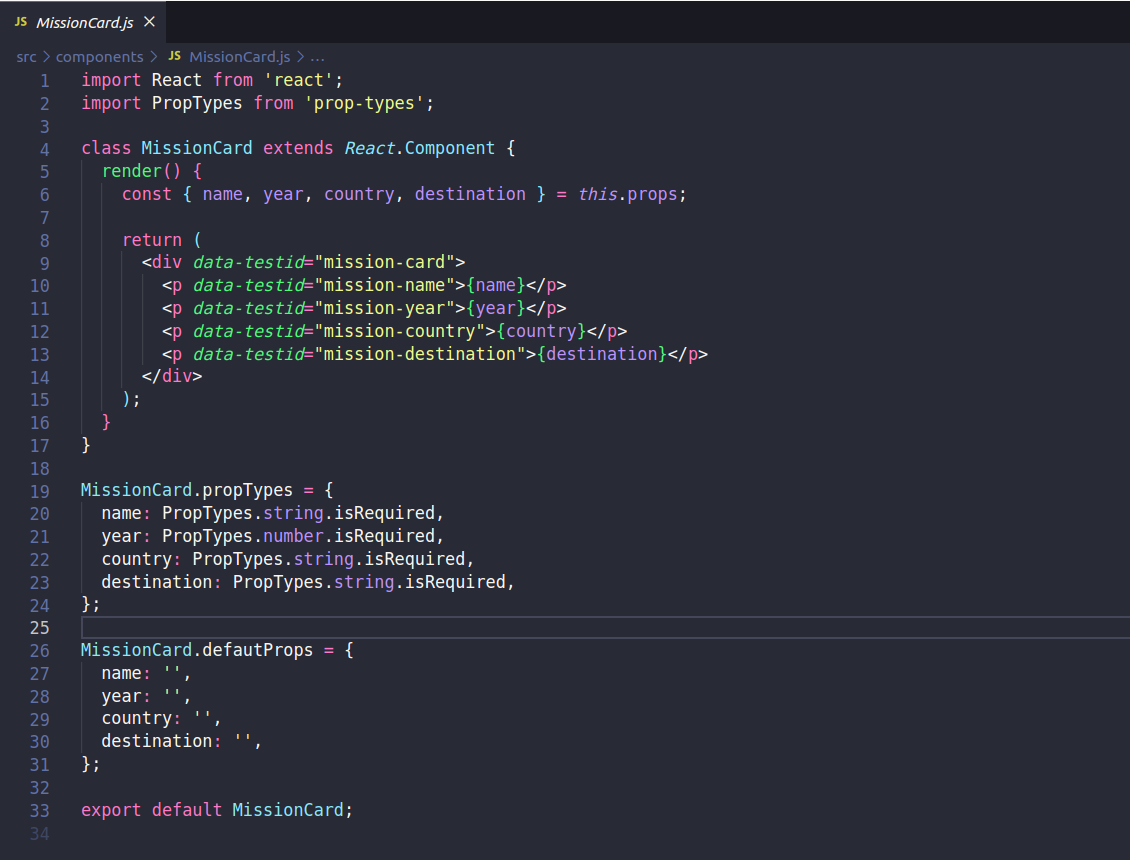 JS MissionCard.js ×
src > components > JS MissionCard.js > ...
1 import React from 'react';
2 import PropTypes from 'prop-types';
3
4 class MissionCard extends React.Component {
5   render() {
6     const { name, year, country, destination } = this.props;
7
8     return (
9       <div data-testid="mission-card">
10         <p data-testid="mission-name">{name}</p>
11         <p data-testid="mission-year">{year}</p>
12         <p data-testid="mission-country">{country}</p>
13         <p data-testid="mission-destination">{destination}</p>
14       </div>
15     );
16   }
17 }
18
19 MissionCard.propTypes = {
20   name: PropTypes.string.isRequired,
21   year: PropTypes.number.isRequired,
22   country: PropTypes.string.isRequired,
23   destination: PropTypes.string.isRequired,
24 };
25
26 MissionCard.defautProps = {
27   name: '',
28   year: '',
29   country: '',
30   destination: '',
31 };
32
33 export default MissionCard;
34